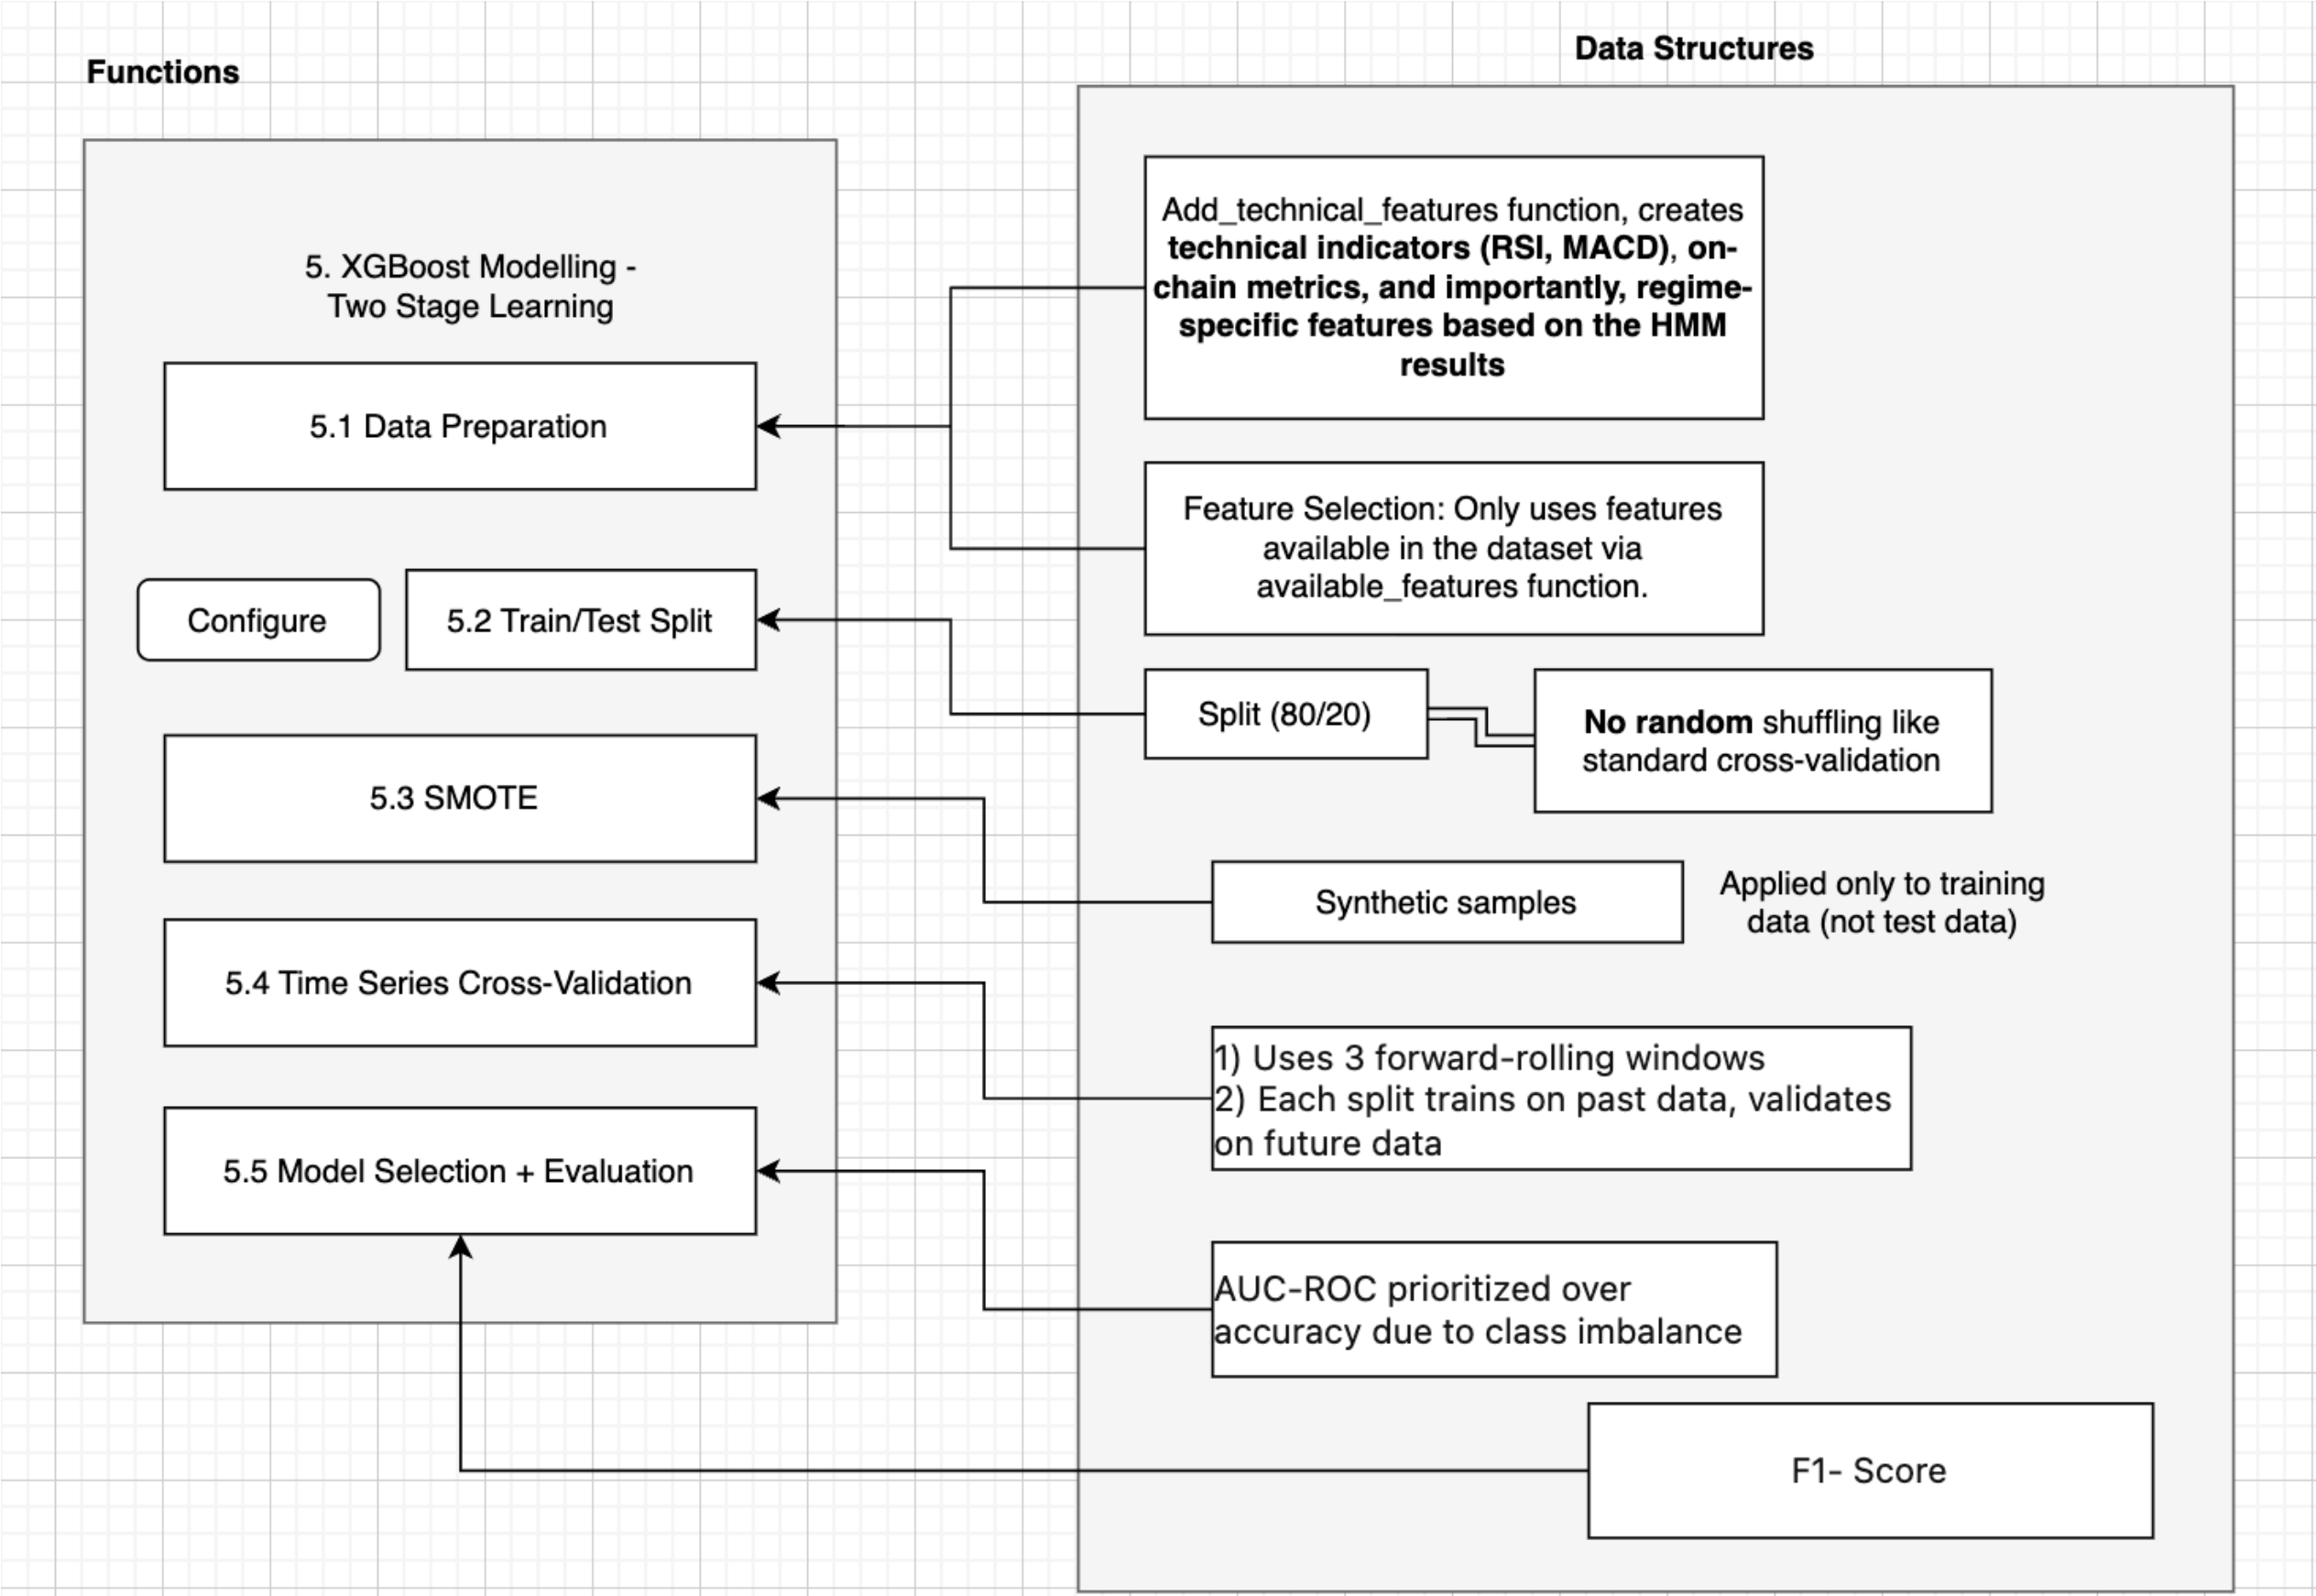 Functions
5. XGBoost Modelling -
Two Stage Learning
5.1 Data Preparation
Configure
5.2 Train/Test Split
5.3 SMOTE
5.4 Time Series Cross-Validation
5.5 Model Selection + Evaluation
Data Structures
Add_technical_features function, creates
technical indicators (RSI, MACD), on-
chain metrics, and importantly, regime-
specific features based on the HMM
results
Feature Selection: Only uses features
available in the dataset via
available_features function.
Split (80/20)
No random shuffling like
standard cross-validation
Synthetic samples
Applied only to training
data (not test data)
1) Uses 3 forward-rolling windows
2) Each split trains on past data, validates
on future data
AUC-ROC prioritized over
accuracy due to class imbalance
F1- Score